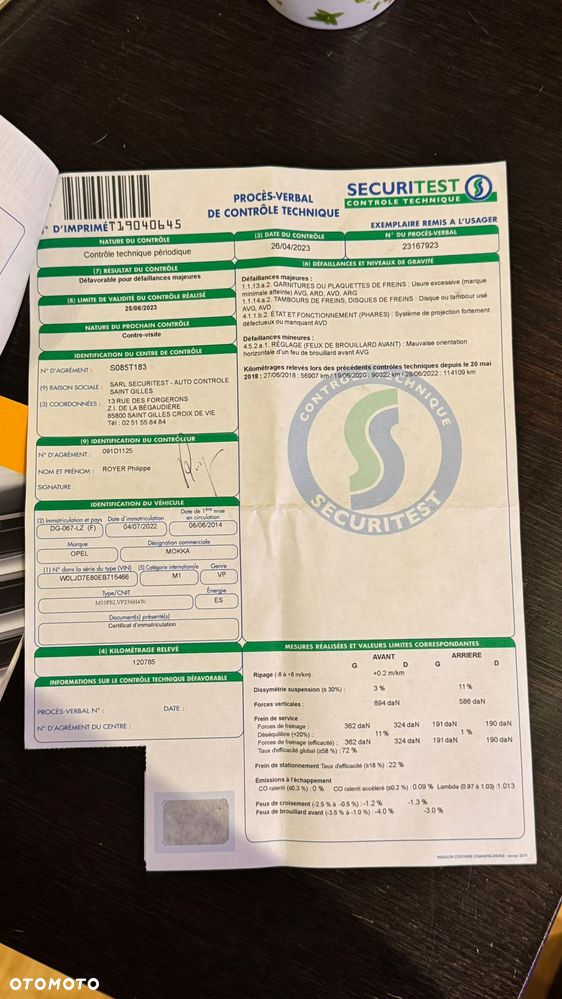 N° D'IMPRIMÉ T19040645
PROCÈS-VERBAL
DE CONTRÔLE TECHNIQUE
SECURITEST
CONTROLE TECHNIQUE
EXEMPLAIRE REMIS A L'USAGER
NATURE DU CONTRÔLE
Contrôle technique périodique
(3) DATE DU CONTRÔLE
26/04/2023
N° DU PROCÈS-VERBAL
23167923
(7) RÉSULTAT DU CONTRÔLE
Défavorable pour défaillances majeures
(8) LIMITE DE VALIDITÉ DU CONTRÔLE RÉALISÉ
25/06/2023
NATURE DU PROCHAIN CONTRÔLE
Contre-visite
IDENTIFICATION DU CENTRE DE CONTRÔLE
N° D'AGRÉMENT : S085T183
(9) RAISON SOCIALE : SARL SECURITEST - AUTO CONTROLE
SAINT GILLES
(3) COORDONNÉES : 13 RUE DES FORGERONS
Z.I. DE LA BÉGAUDIÈRE
85800 SAINT GILLES CROIX DE VIE
Tél : 02 51 55 84 84
(9) IDENTIFICATION DU CONTRÔLEUR
N° D'AGRÉMENT : 091D1125
NOM ET PRÉNOM : ROYER Philippe
SIGNATURE :
IDENTIFICATION DU VÉHICULE
(2) Immatriculation et pays
DG-067-LZ (F)
Date d'immatriculation
04/07/2022
Date de 1ère mise
en circulation
06/06/2014
Marque
OPEL
Désignation commerciale
MOKKA
(1) N° dans la série du type (VIN)
W0LJD7E80EB715466
(5) Catégorie internationale
M1
Genre
VP
Type/CNIT
M10PELVP256H470
Énergie
ES
Document(s) présenté(s)
Certificat d'immatriculation
(4) KILOMÉTRAGE RELEVÉ
120785
INFORMATIONS SUR LE CONTRÔLE TECHNIQUE DÉFAVORABLE
PROCÈS-VERBAL N° : DATE :
N° D'AGRÉMENT DU CENTRE :
(6) DÉFAILLANCES ET NIVEAUX DE GRAVITÉ
Défaillances majeures :
1.1.13.a.2. GARNITURES OU PLAQUETTES DE FREINS : Usure excessive (marque
minimale atteinte) AVG, ARD, AVD, ARG
1.1.14.a.2. TAMBOURS DE FREINS, DISQUES DE FREINS : Disque ou tambour usé
AVG, AVD
4.1.1.b.2. ÉTAT ET FONCTIONNEMENT (PHARES) : Système de projection fortement
défectueux ou manquant AVD
Défaillances mineures :
4.5.2.a.1. RÉGLAGE (FEUX DE BROUILLARD AVANT) : Mauvaise orientation
horizontale d'un feu de brouillard avant AVG
Kilométrages relevés lors des précédents contrôles techniques depuis le 20 mai
2018 : 27/06/2018 : 56907 km / 19/06/2020 : 90022 km / 28/06/2022 : 114109 km
CONTROLE TECHNIQUE
SECURITEST
MESURES RÉALISÉES ET VALEURS LIMITES CORRESPONDANTES
AVANT ARRIERE
G D G D
Ripage (-8 à +8 m/km) : +0.2 m/km
Dissymétrie suspension (≤ 30%) : 3 % 11 %
Forces verticales : 894 daN 586 daN
Frein de service
Forces de freinage : 362 daN 324 daN 191 daN 190 daN
Déséquilibre (<20%) : 11 % 1 %
Forces de freinage (efficacité) : 362 daN 324 daN 191 daN 190 daN
Taux d'efficacité global (≥58 %) : 72 %
Frein de stationnement Taux d'efficacité (≥18 %) : 22 %
Émissions à l'échappement
CO ralenti (≤0.3 %) : 0 % CO ralenti accéléré (≤0.2 %) : 0.09 % Lambda (0.97 à 1.03) : 1.013
Feux de croisement (-2.5 % à -0.5 %) : -1.2 % -1.3 %
Feux de brouillard avant (-3.5 % à -1.0 %) : -4.0 % -3.0 %
PARAGON CUSTOMER COMMUNICATIONS - Janvier 2019
OTOMOTO